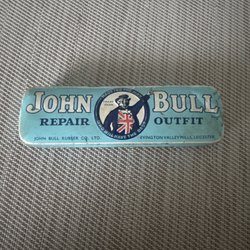 JOHN BULL
REPAIR OUTFIT
JOHN BULL RUBBER CO. LTD. EVINGTON VALLEY MILLS, LEICESTER